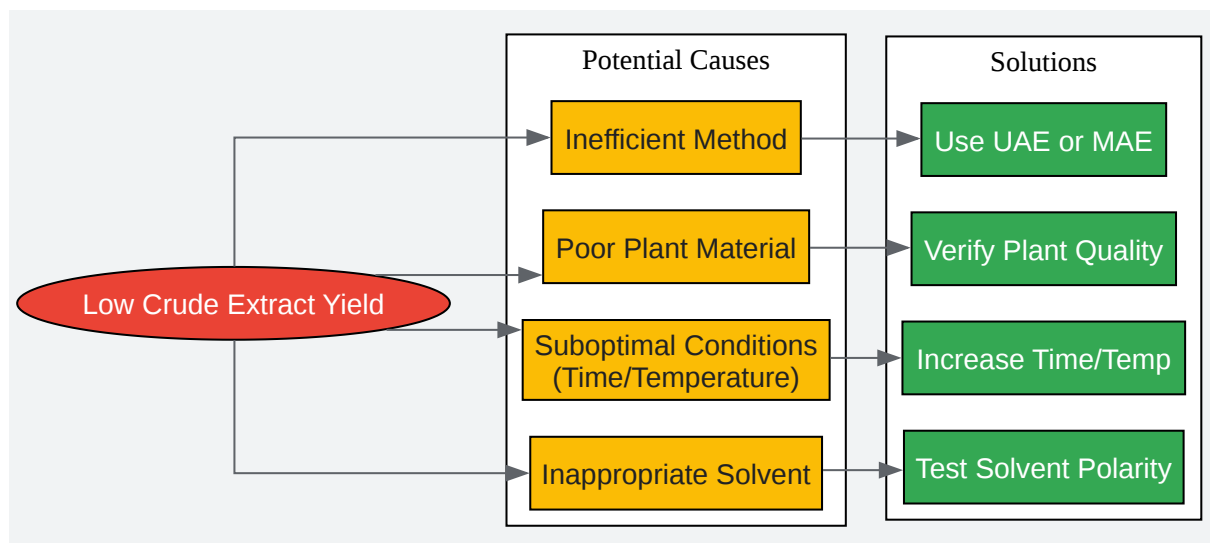 Low Crude Extract Yield
Potential Causes
Inefficient Method
Poor Plant Material
Suboptimal Conditions
(Time/Temperature)
Inappropriate Solvent
Solutions
Use UAE or MAE
Verify Plant Quality
Increase Time/Temp
Test Solvent Polarity